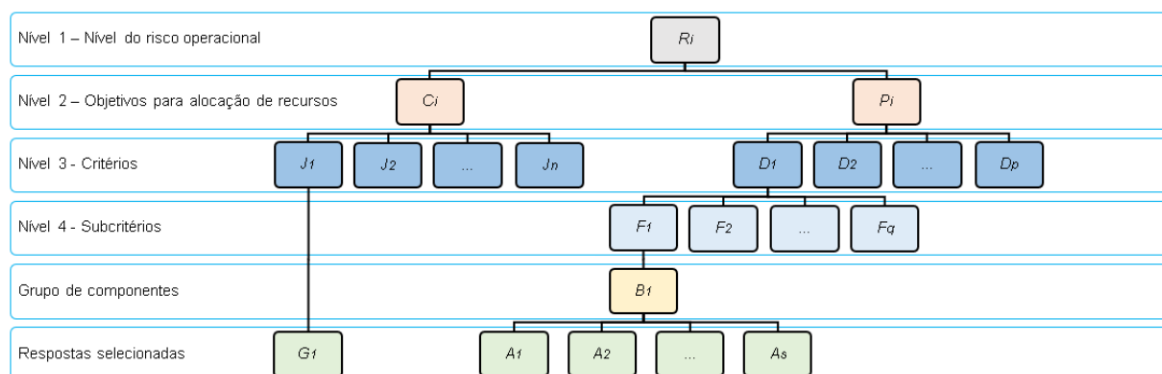 Nível 1 – Nível do risco operacional
Ri
Nível 2 – Objetivos para alocação de recursos
Ci
Pi
Nível 3 - Critérios
J1
J2
...
Jn
D1
D2
...
Dp
Nível 4 - Subcritérios
F1
F2
...
Fq
Grupo de componentes
B1
Respostas selecionadas
G1
A1
A2
...
As